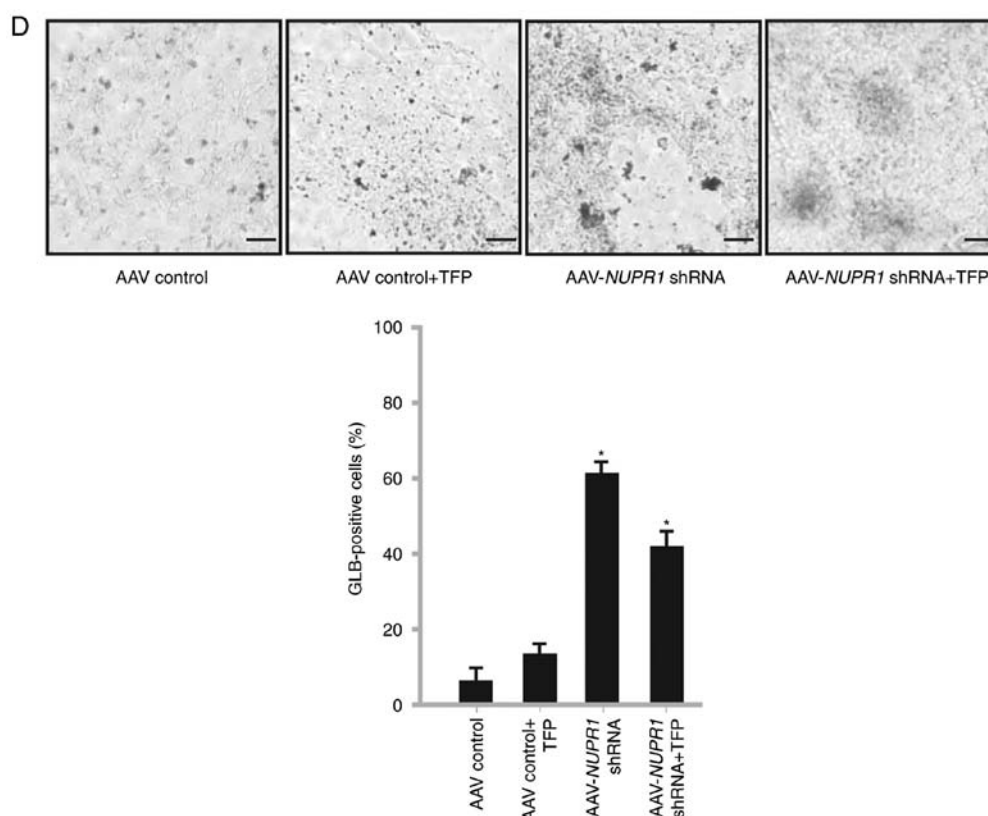 D
AAV control
AAV control+TFP
AAV-NUPR1 shRNA
AAV-NUPR1 shRNA+TFP
100
80
60
40
20
0
GLB-positive cells (%)
*
*
AAV control
AAV control+
TFP
AAV-NUPR1
shRNA
AAV-NUPR1
shRNA+TFP